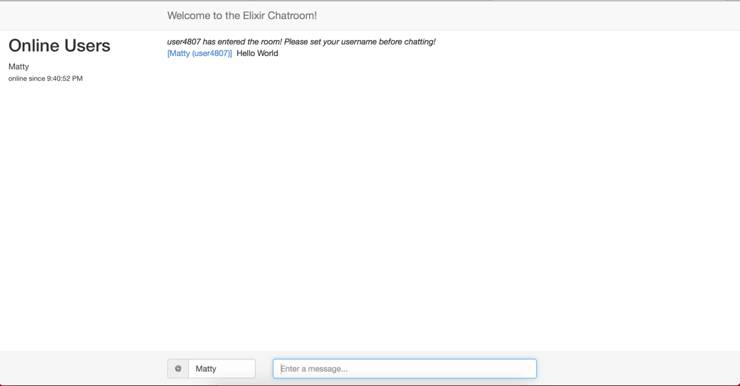 Welcome to the Elixir Chatroom!
Online Users
Matty
online since 9:40:52 PM
user4807 has entered the room! Please set your username before chatting!
[Matty (user4807)] Hello World
@ Matty
Enter a message...